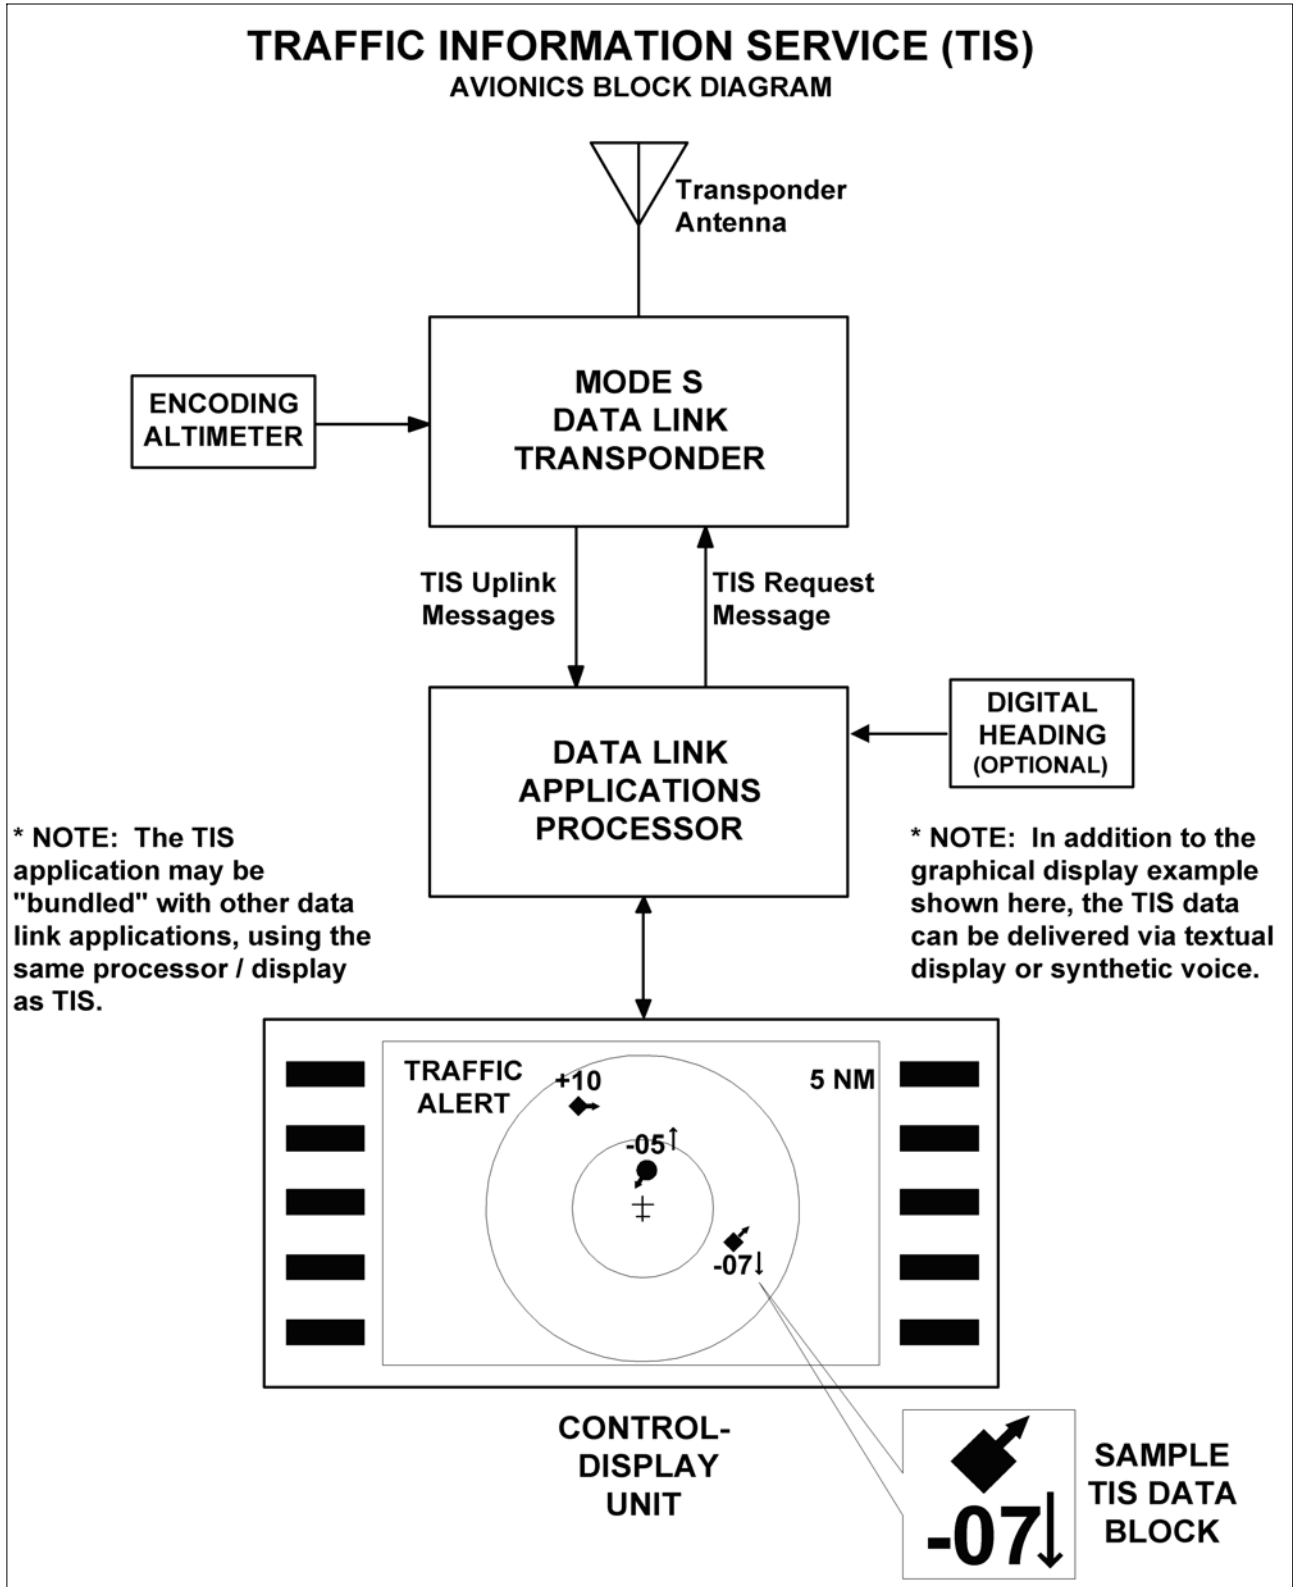 TRAFFIC INFORMATION SERVICE (TIS)
AVIONICS BLOCK DIAGRAM
Transponder
Antenna
MODE S
DATA LINK
TRANSPONDER
ENCODING
ALTIMETER
TIS Uplink
Messages
TIS Request
Message
DATA LINK
APPLICATIONS
PROCESSOR
DIGITAL
HEADING
(OPTIONAL)
* NOTE: The TIS
application may be
"bundled" with other data
link applications, using the
same processor / display
as TIS.
* NOTE: In addition to the
graphical display example
shown here, the TIS data
can be delivered via textual
display or synthetic voice.
TRAFFIC
ALERT
+10
5 NM
-05↑
-07↓
CONTROL-
DISPLAY
UNIT
-07↓
SAMPLE
TIS DATA
BLOCK